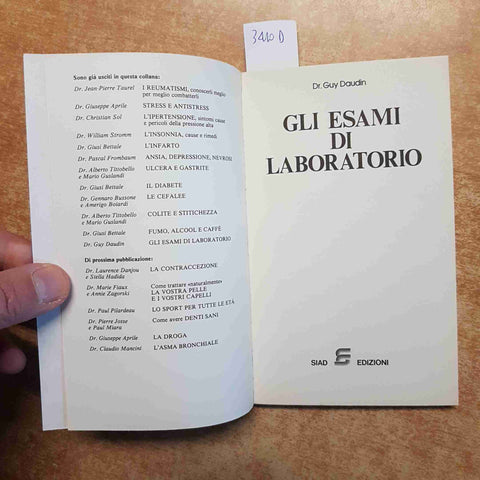 3410 D
Sono già usciti in questa collana:
Dr. Jean Pierre Taurel I REUMATISMI, conoscerli meglio
per meglio combatterli
Dr. Giuseppe Aprile STRESS E ANTISTRESS
Dr. Christian Sol L'IPERTENSIONE, sintomi cause
e pericoli della pressione alta
Dr. William Stromm L'INSONNIA, cause e rimedi
Dr. Giusi Bettale L'INFARTO
Dr. Pascal Frombaum ANSIA, DEPRESSIONE, NEVROSI
Dr. Alberto Tittobello ULCERA E GASTRITE
e Mario Guslandi
Dr. Giusi Bettale IL DIABETE
Dr. Gennaro Bussone LE CEFALEE
e Amerigo Boiardi
Dr. Alberto Tittobello COLITE E STITICHEZZA
e Mario Guslandi
Giusi Bettale FUMO, ALCOOL E CAFFÈ
Dr. Guy Daudin GLI ESAMI DI LABORATORIO
Di prossima pubblicazione:
Dr. Laurence Danjou LA CONTRACCEZIONE
e Stella Hadida
Dr. Marie Fiaux Come trattare «naturalmente»
e Annie Zagorski LA VOSTRA PELLE
E I VOSTRI CAPELLI
Dr. Paul Pilardeau LO SPORT PER TUTTE LE ETÀ
Dr. Pierre Josse Come avere DENTI SANI
e Paul Miara
Dr. Giuseppe Aprile LA DROGA
Dr. Claudio Mancini L'ASMA BRONCHIALE
Dr. Guy Daudin
GLI ESAMI
DI
LABORATORIO
SIAD EDIZIONI